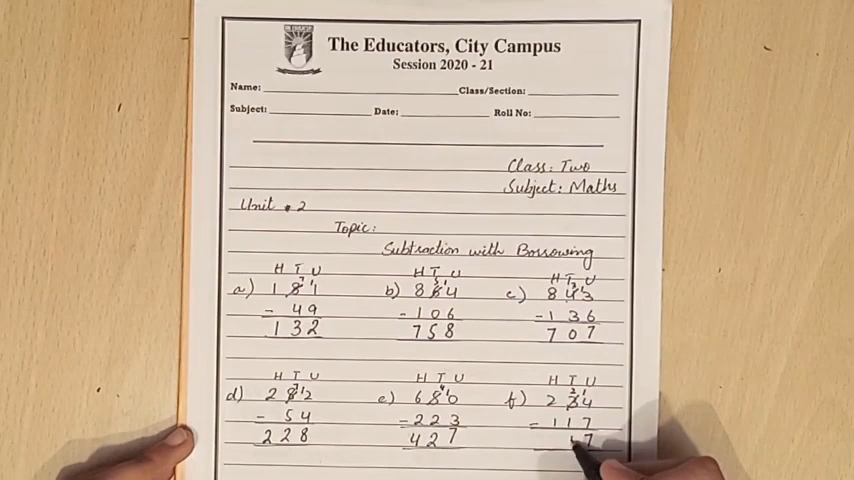 The Educators, City Campus
Session 2020 - 21
Name: Class/Section:
Subject: Date: Roll No:
Class: Two
Subject: Maths
Unit 2
Topic:
Subtraction with Borrowing
H T U H T U H T U
a) 1 8 1 b) 8 6 4 c) 8 4 3
- 4 9 - 1 0 6 - 1 3 6
1 3 2 7 5 8 7 0 7
H T U H T U H T U
d) 2 8 2 e) 6 5 0 f) 2 3 4
- 5 4 - 2 2 3 - 1 1 7
2 2 8 4 2 7 1 7